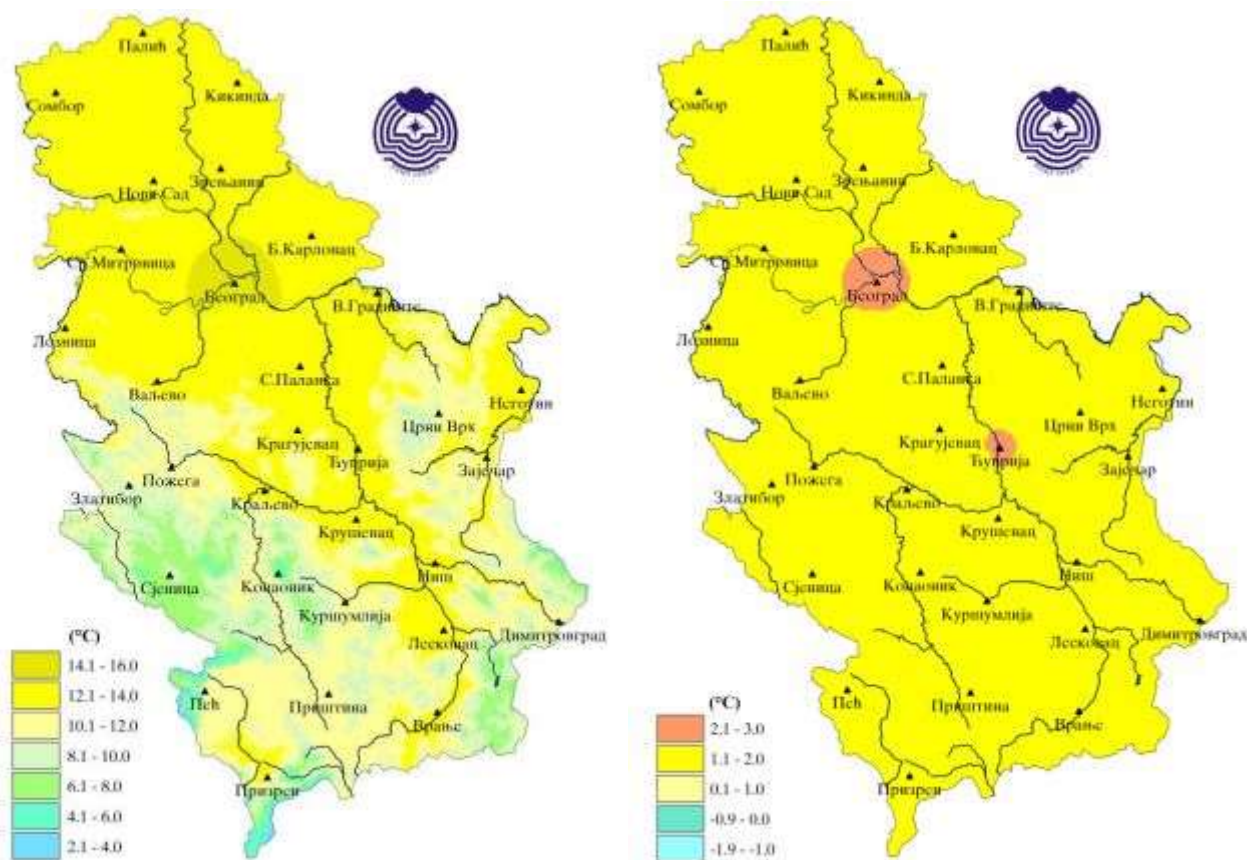 Палић
Сомбор
Кикинда
Нови Сад
Зрењанин
Б.Карловац
Ср.Митровица
Београд
В.Градиште
Лозница
Ваљево
С.Паланка
Неготин
Црни Врх
Крагујевац
Ћуприја
Зајечар
Пожега
Златибор
Краљево
Крушевац
Ниш
Сјеница
Копаоник
Куршумлија
Димитровград
Лесковац
Пећ
Приштина
Врање
Призрен
(°C)
14.1 - 16.0
12.1 - 14.0
10.1 - 12.0
8.1 - 10.0
6.1 - 8.0
4.1 - 6.0
2.1 - 4.0
Палић
Сомбор
Кикинда
Нови Сад
Зрењанин
Б.Карловац
Ср.Митровица
Београд
В.Градиште
Лозница
Ваљево
С.Паланка
Неготин
Црни Врх
Крагујевац
Ћуприја
Зајечар
Пожега
Златибор
Краљево
Крушевац
Ниш
Сјеница
Копаоник
Куршумлија
Димитровград
Лесковац
Пећ
Приштина
Врање
Призрен
(°C)
2.1 - 3.0
1.1 - 2.0
0.1 - 1.0
-0.9 - 0.0
-1.9 - -1.0